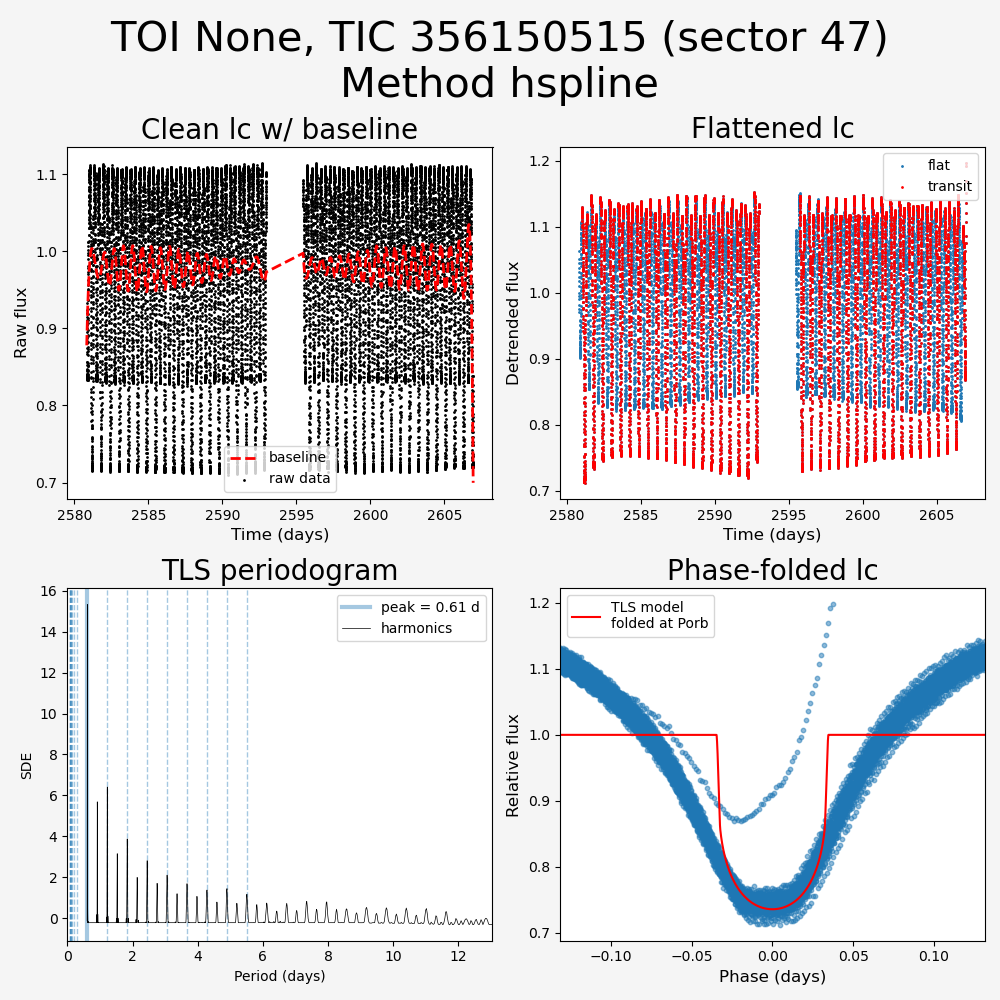 TOI None, TIC 356150515 (sector 47)
Method hspline
Clean lc w/ baseline
Raw flux
1.1
1.0
0.9
0.8
0.7
baseline
raw data
2580 2585 2590 2595 2600 2605
Time (days)
Flattened lc
Detrended flux
1.2
1.1
1.0
0.9
0.8
0.7
flat
transit
2580 2585 2590 2595 2600 2605
Time (days)
TLS periodogram
SDE
16
14
12
10
8
6
4
2
0
peak = 0.61 d
harmonics
0 2 4 6 8 10 12
Period (days)
Phase-folded lc
Relative flux
1.2
1.1
1.0
0.9
0.8
0.7
TLS model
folded at Porb
−0.10 −0.05 0.00 0.05 0.10
Phase (days)